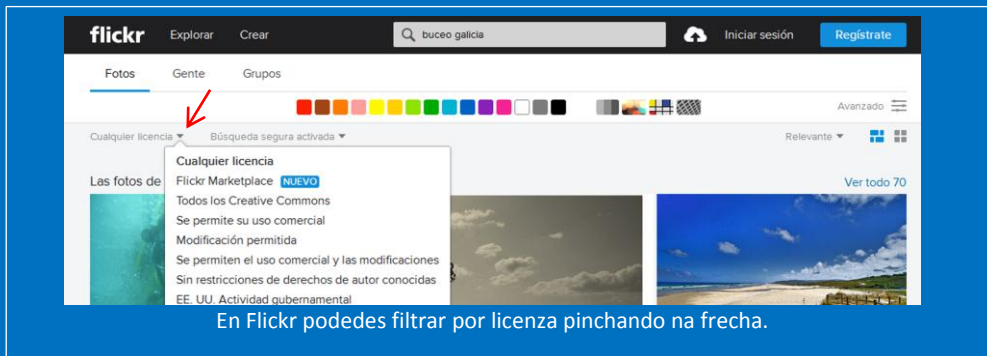 flickr Explorar Crear buceo galicia Iniciar sesión Regístrate
Fotos Gente Grupos
Avanzado
Cualquier licencia Búsqueda segura activada Relevante
Cualquier licencia
Las fotos de Flickr Marketplace NUEVO Ver todo 70
Todos los Creative Commons
Se permite su uso comercial
Modificación permitida
Se permiten el uso comercial y las modificaciones
Sin restricciones de derechos de autor conocidas
EE. UU. Actividad gubernamental
En Flickr podedes filtrar por licenza pinchando na frecha.